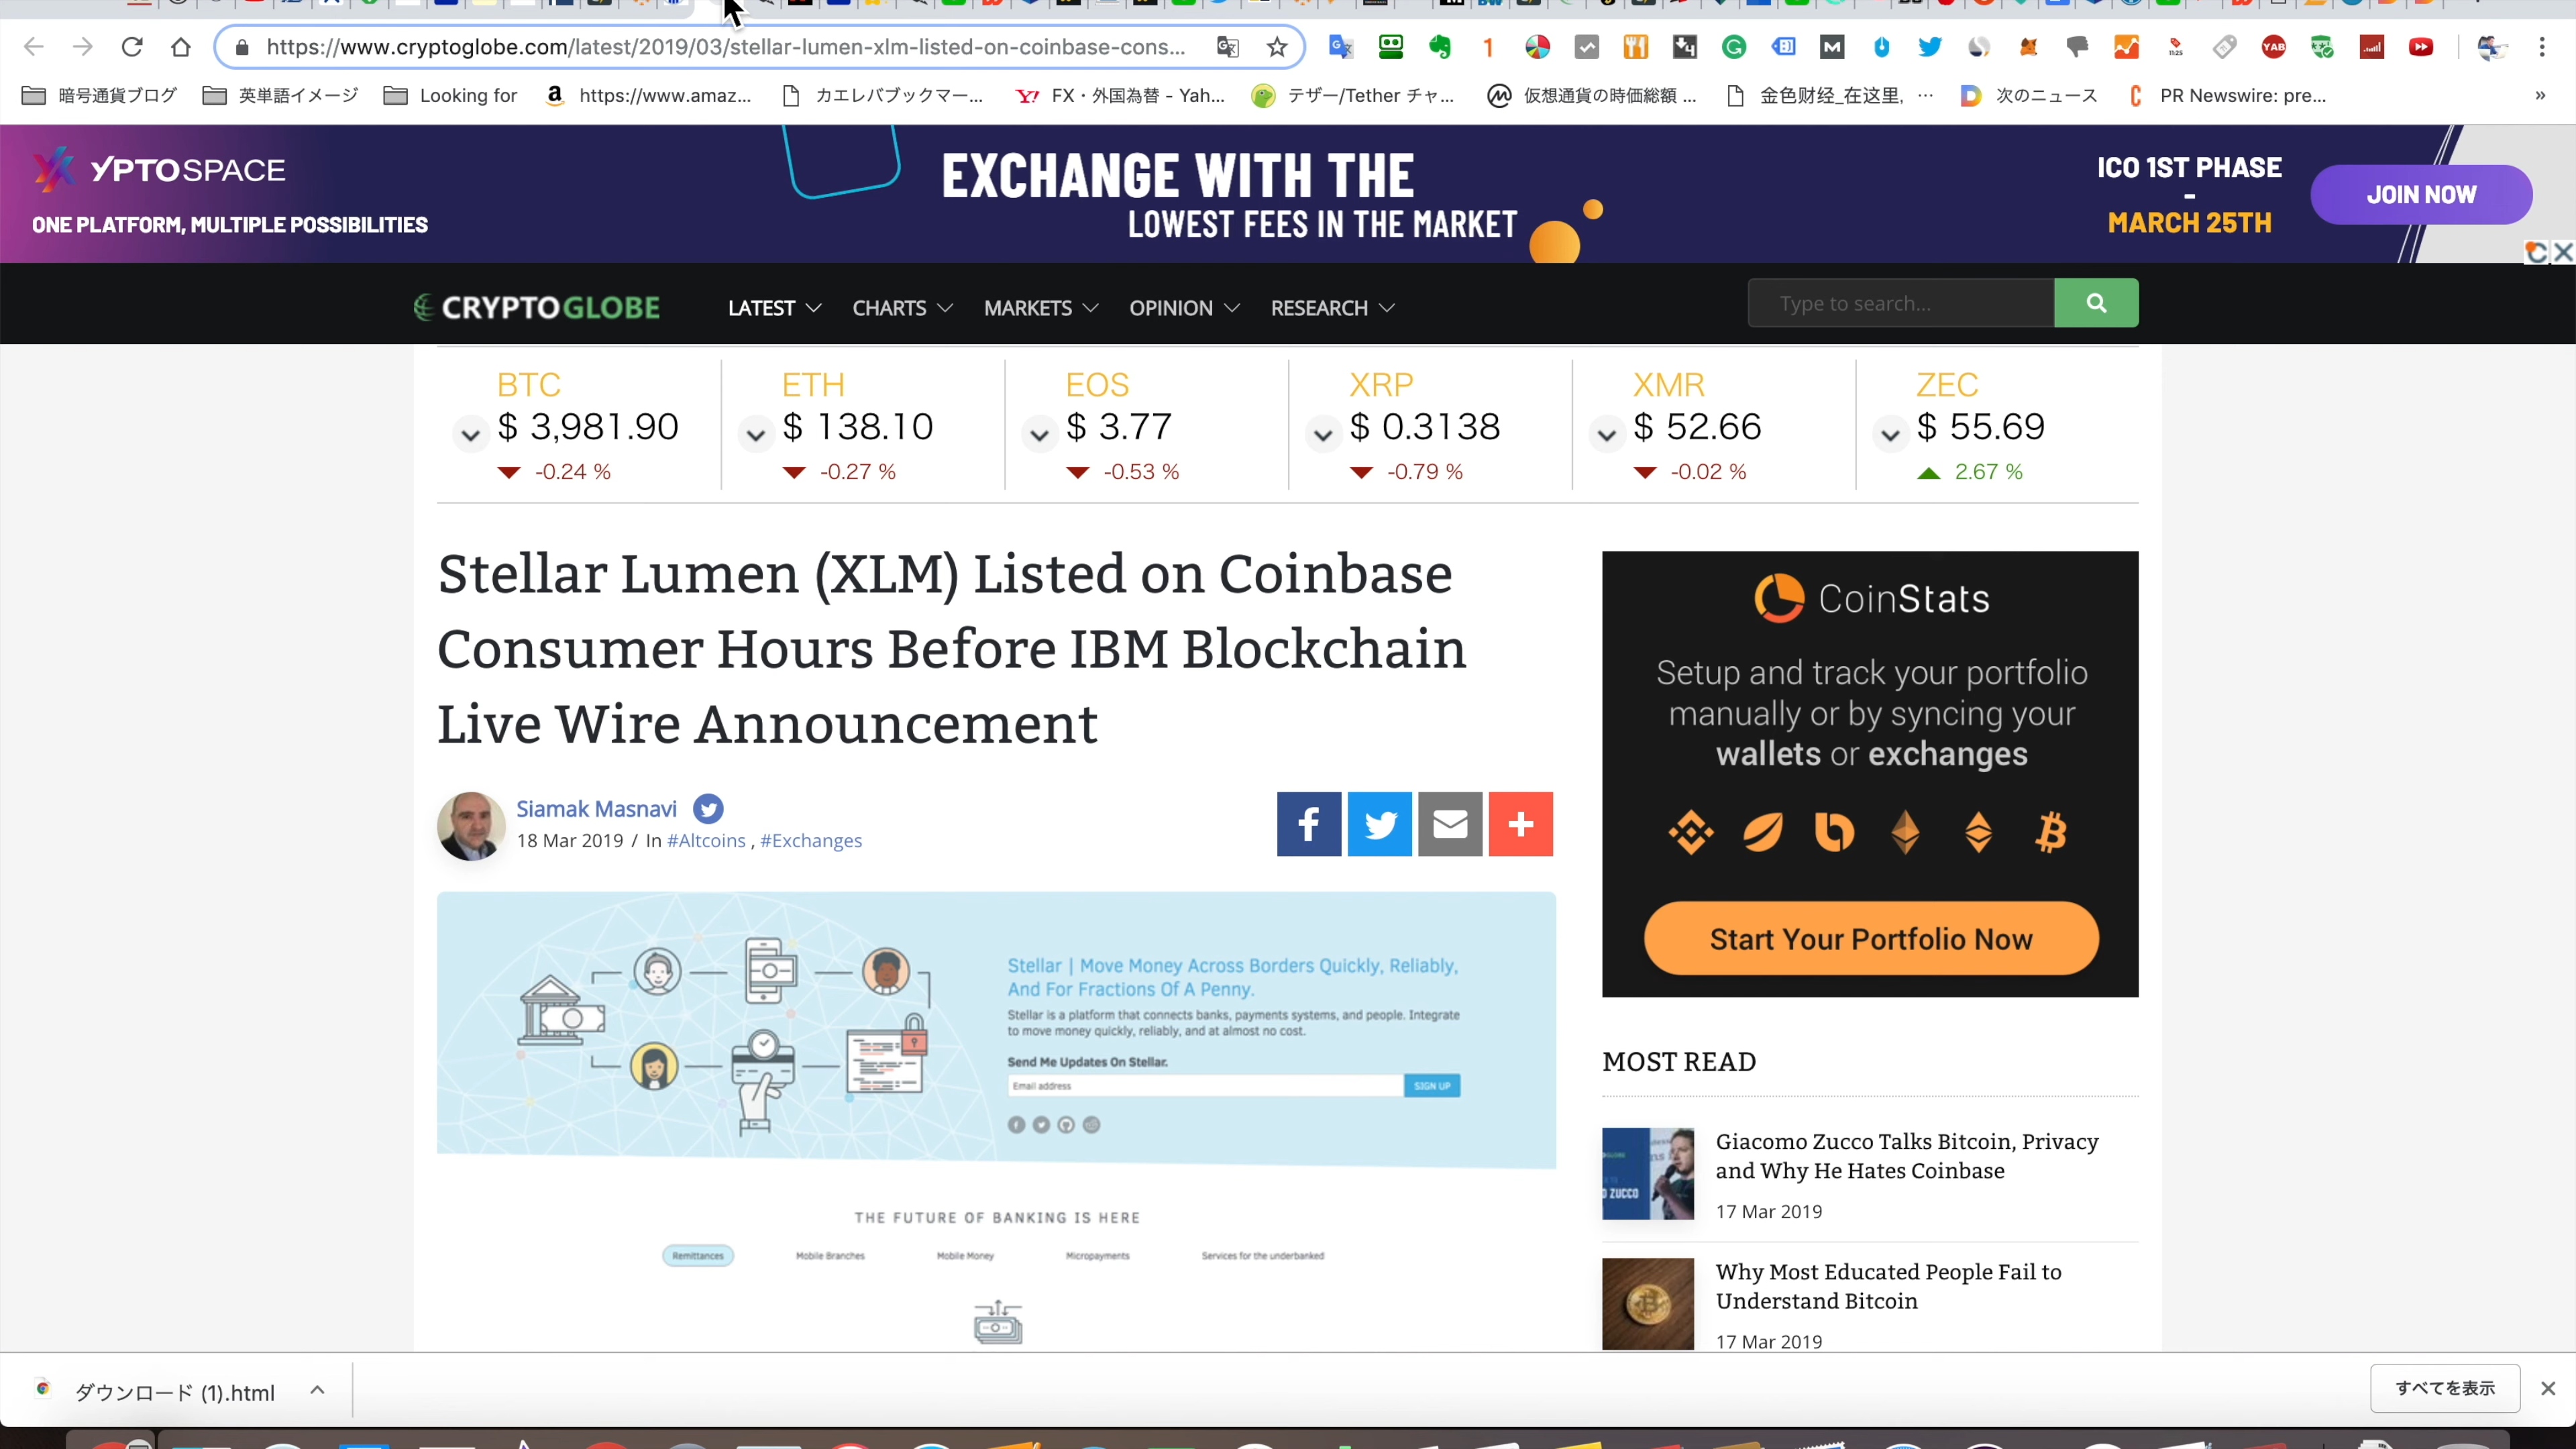 https://www.cryptoglobe.com/latest/2019/03/stellar-lumen-xlm-listed-on-coinbase-cons...
暗号通貨ブログ
英単語イメージ
Looking for
https://www.amaz...
カエレバブックマー...
FX・外国為替 - Yah...
テザー/Tether チャ...
仮想通貨の時価総額 ...
金色财经_在这里, ...
次のニュース
PR Newswire: pre...
»
YPTOSPACE
ONE PLATFORM, MULTIPLE POSSIBILITIES
EXCHANGE WITH THE
LOWEST FEES IN THE MARKET
ICO 1ST PHASE
-
MARCH 25TH
JOIN NOW
CRYPTOGLOBE
LATEST
CHARTS
MARKETS
OPINION
RESEARCH
Type to search...
BTC
$ 3,981.90
-0.24 %
ETH
$ 138.10
-0.27 %
EOS
$ 3.77
-0.53 %
XRP
$ 0.3138
-0.79 %
XMR
$ 52.66
-0.02 %
ZEC
$ 55.69
2.67 %
Stellar Lumen (XLM) Listed on Coinbase
Consumer Hours Before IBM Blockchain
Live Wire Announcement
Siamak Masnavi
18 Mar 2019 / In #Altcoins , #Exchanges
Stellar | Move Money Across Borders Quickly, Reliably,
And For Fractions Of A Penny.
Stellar is a platform that connects banks, payments systems, and people. Integrate
to move money quickly, reliably, and at almost no cost.
Send Me Updates On Stellar.
Email address
SIGN UP
THE FUTURE OF BANKING IS HERE
Remittances
Mobile Branches
Mobile Money
Micropayments
Services for the underbanked
CoinStats
Setup and track your portfolio
manually or by syncing your
wallets or exchanges
Start Your Portfolio Now
MOST READ
Giacomo Zucco Talks Bitcoin, Privacy
and Why He Hates Coinbase
17 Mar 2019
ZUCCO
Why Most Educated People Fail to
Understand Bitcoin
17 Mar 2019
ダウンロード (1).html
すべてを表示